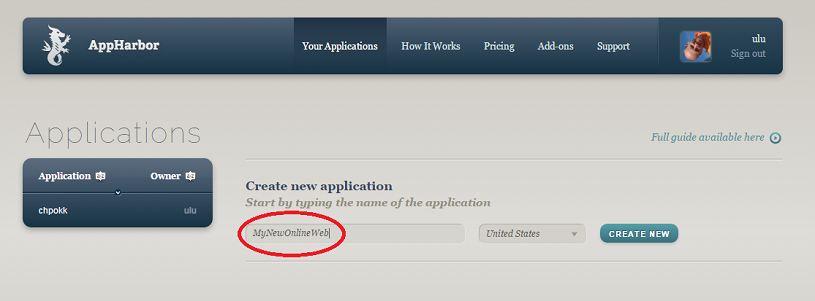 AppHarbor
Your Applications How It Works Pricing Add-ons Support
ulu
Sign out
Applications
Full guide available here
Application Owner
chpokk ulu
Create new application
Start by typing the name of the application
MyNewOnlineWeb United States CREATE NEW